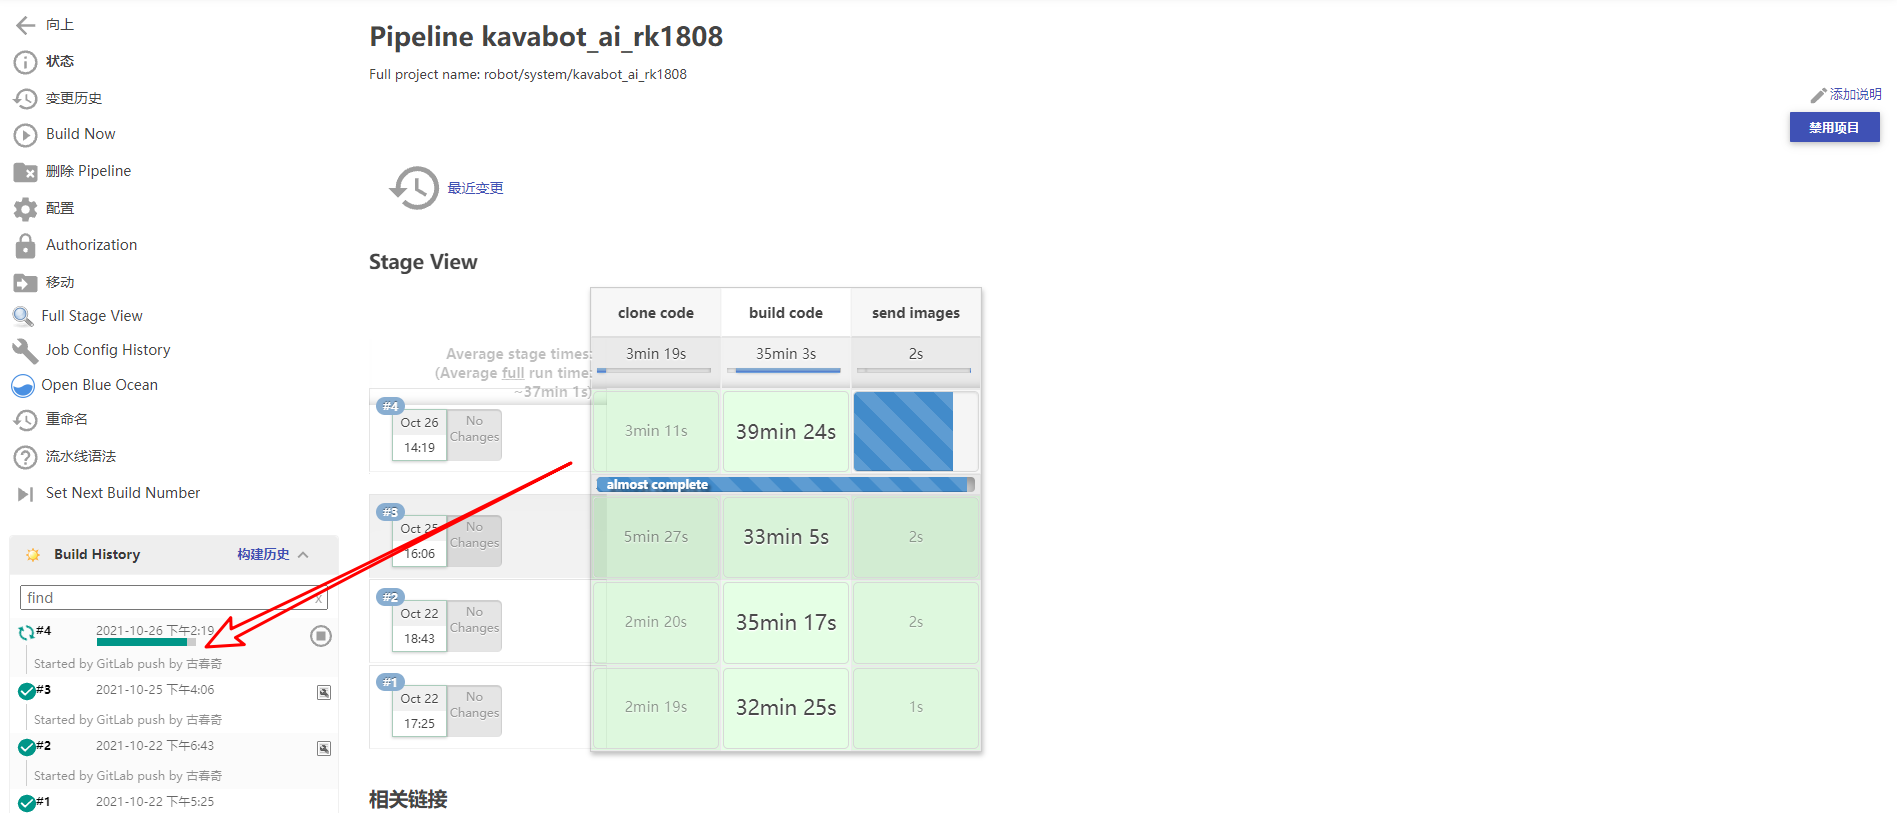 向上
状态
变更历史
Build Now
删除 Pipeline
配置
Authorization
移动
Full Stage View
Job Config History
Open Blue Ocean
重命名
流水线语法
Set Next Build Number
Build History 构建历史
find x
#4 2021-10-26 下午2:19
Started by GitLab push by 古春奇
#3 2021-10-25 下午4:06
Started by GitLab push by 古春奇
#2 2021-10-22 下午6:43
Started by GitLab push by 古春奇
#1 2021-10-22 下午5:25
Pipeline kavabot_ai_rk1808
Full project name: robot/system/kavabot_ai_rk1808
添加说明
禁用项目
最近变更
Stage View
clone code build code send images
Average stage times: 3min 19s 35min 3s 2s
(Average full run time:
~37min 1s)
#4
Oct 26
14:19
No
Changes
3min 11s 39min 24s
almost complete
#3
Oct 25
16:06
No
Changes
5min 27s 33min 5s 2s
#2
Oct 22
18:43
No
Changes
2min 20s 35min 17s 2s
#1
Oct 22
17:25
No
Changes
2min 19s 32min 25s 1s
相关链接